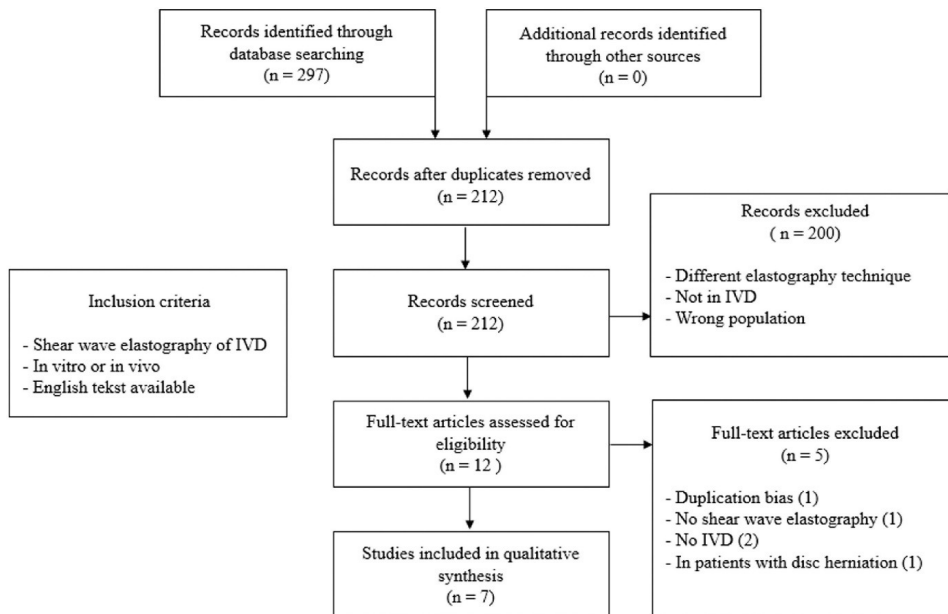 Records identified through
database searching
(n = 297)
Additional records identified
through other sources
(n = 0)
Records after duplicates removed
(n = 212)
Records excluded
( n = 200)
- Different elastography technique
- Not in IVD
- Wrong population
Inclusion criteria
- Shear wave elastography of IVD
- In vitro or in vivo
- English tekst available
Records screened
(n = 212)
Full-text articles assessed for
eligibility
(n = 12 )
Full-text articles excluded
(n = 5)
- Duplication bias (1)
- No shear wave elastography (1)
- No IVD (2)
- In patients with disc herniation (1)
Studies included in qualitative
synthesis
(n = 7)